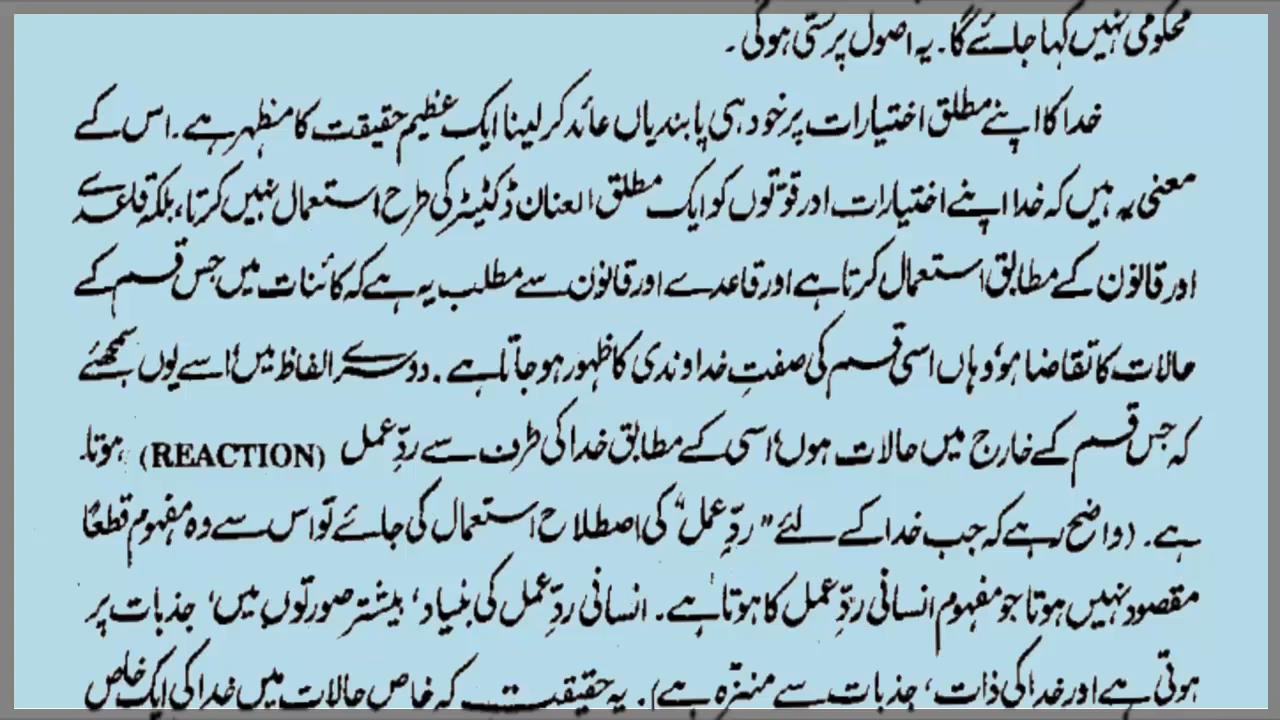 محکومی نہیں کہا جائے گا۔ یہ اصول پرستی ہوگی۔
خدا کا اپنے مطلق اختیارات پر خود ہی پابندیاں عائد کر لینا ایک عظیم حقیقت کا مظہر ہے۔ اس کے
معنی یہ ہیں کہ خدا اپنے اختیارات اور قوتوں کو ایک مطلق العنان ڈکٹیٹر کی طرح استعمال نہیں کرتا، بلکہ قاعدے
اور قانون کے مطابق استعمال کرتا ہے اور قاعدے اور قانون سے مطلب یہ ہے کہ کائنات میں جس قسم کے
حالات کا تقاضا ہو، وہاں اسی قسم کی صفتِ خداوندی کا ظہور ہو جاتا ہے۔ دوسرے الفاظ میں، اسے یوں سمجھئے
کہ جس قسم کے خارج میں حالات ہوں، اسی کے مطابق خدا کی طرف سے ردِّ عمل (REACTION) ہوتا
ہے۔ (واضح رہے کہ جب خدا کے لئے "ردِّ عمل" کی اصطلاح استعمال کی جائے تو اس سے وہ مفہوم قطعاً
مقصود نہیں ہوتا جو مفہوم انسانی ردِّ عمل کا ہوتا ہے۔ انسانی ردِّ عمل کی بنیاد، بیشتر صورتوں میں، جذبات پر
ہوتی ہے اور خدا کی ذات، جذبات سے منزّہ ہے)۔ یہ حقیقت کہ خاص حالات میں خدا کی ایک خاص